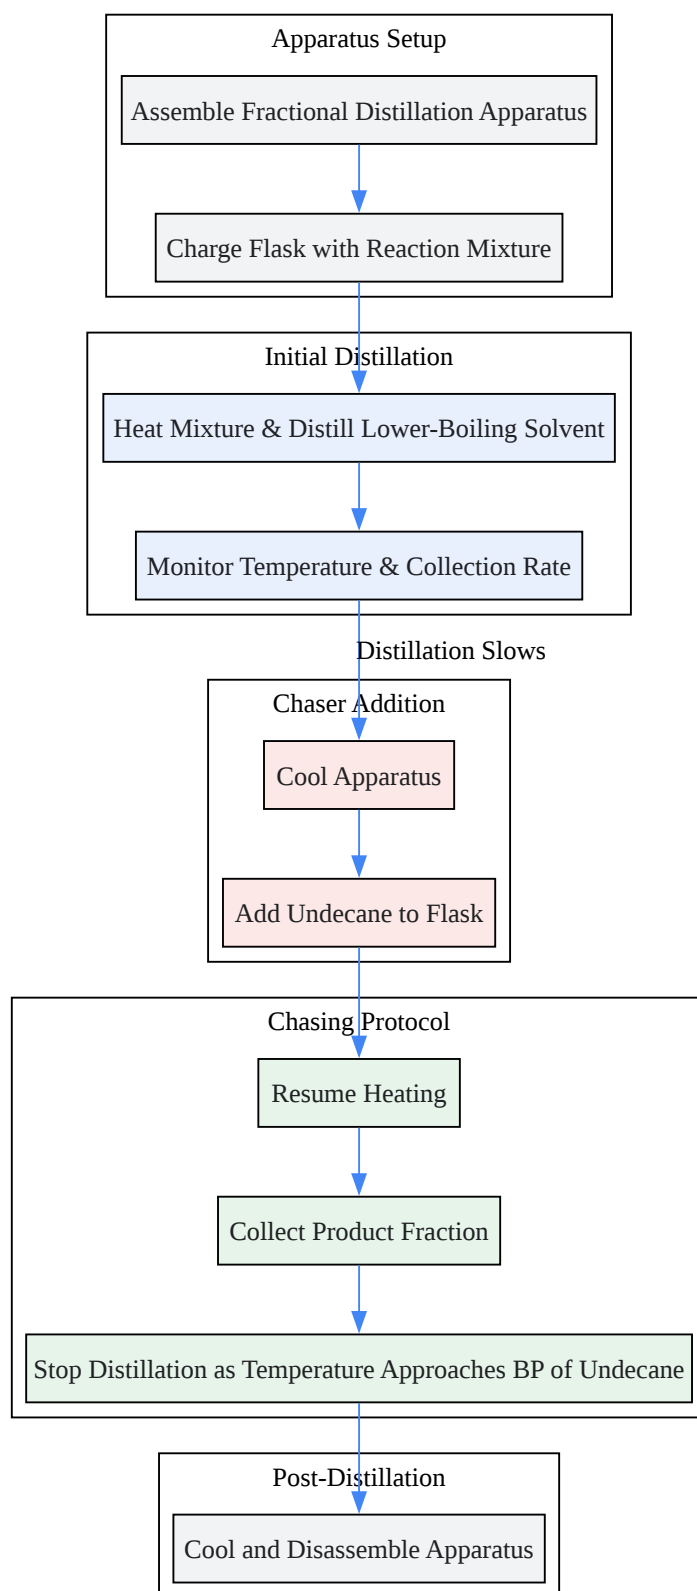 Apparatus Setup
Assemble Fractional Distillation Apparatus
Charge Flask with Reaction Mixture
Initial Distillation
Heat Mixture & Distill Lower-Boiling Solvent
Monitor Temperature & Collection Rate
Distillation Slows
Chaser Addition
Cool Apparatus
Add Undecane to Flask
Chasing Protocol
Resume Heating
Collect Product Fraction
Stop Distillation as Temperature Approaches BP of Undecane
Post-Distillation
Cool and Disassemble Apparatus